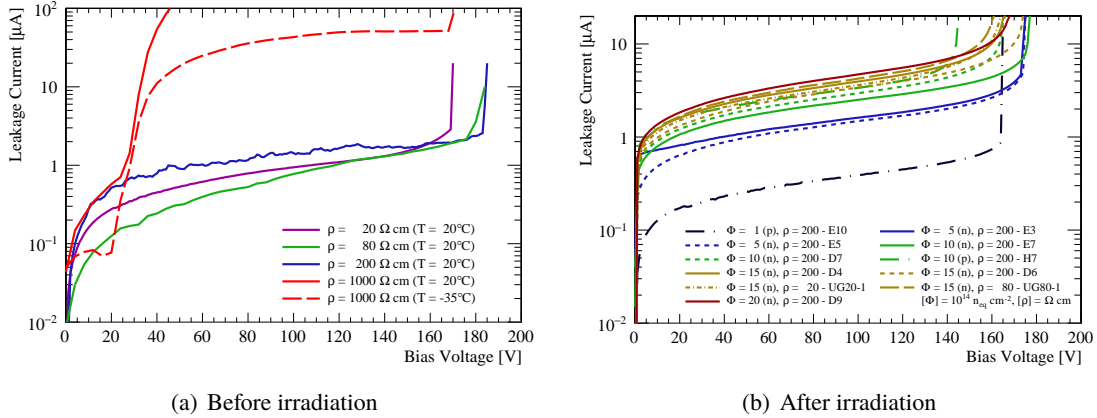 Leakage Current [μA]
10²
10
1
10⁻¹
10⁻²
0 20 40 60 80 100 120 140 160 180 200
Bias Voltage [V]
ρ = 20 Ω cm (T = 20°C)
ρ = 80 Ω cm (T = 20°C)
ρ = 200 Ω cm (T = 20°C)
ρ = 1000 Ω cm (T = 20°C)
ρ = 1000 Ω cm (T = -35°C)
(a) Before irradiation
Leakage Current [μA]
10
1
10⁻¹
10⁻²
0 20 40 60 80 100 120 140 160 180 200
Bias Voltage [V]
Φ = 1 (p), ρ = 200 - E10
Φ = 5 (n), ρ = 200 - E5
Φ = 10 (n), ρ = 200 - D7
Φ = 15 (n), ρ = 200 - D4
Φ = 15 (n), ρ = 20 - UG20-1
Φ = 20 (n), ρ = 200 - D9
Φ = 5 (n), ρ = 200 - E3
Φ = 10 (n), ρ = 200 - E7
Φ = 10 (p), ρ = 200 - H7
Φ = 15 (n), ρ = 200 - D6
Φ = 15 (n), ρ = 80 - UG80-1
[Φ] = 10¹⁴ n_eq cm⁻², [ρ] = Ω cm
(b) After irradiation